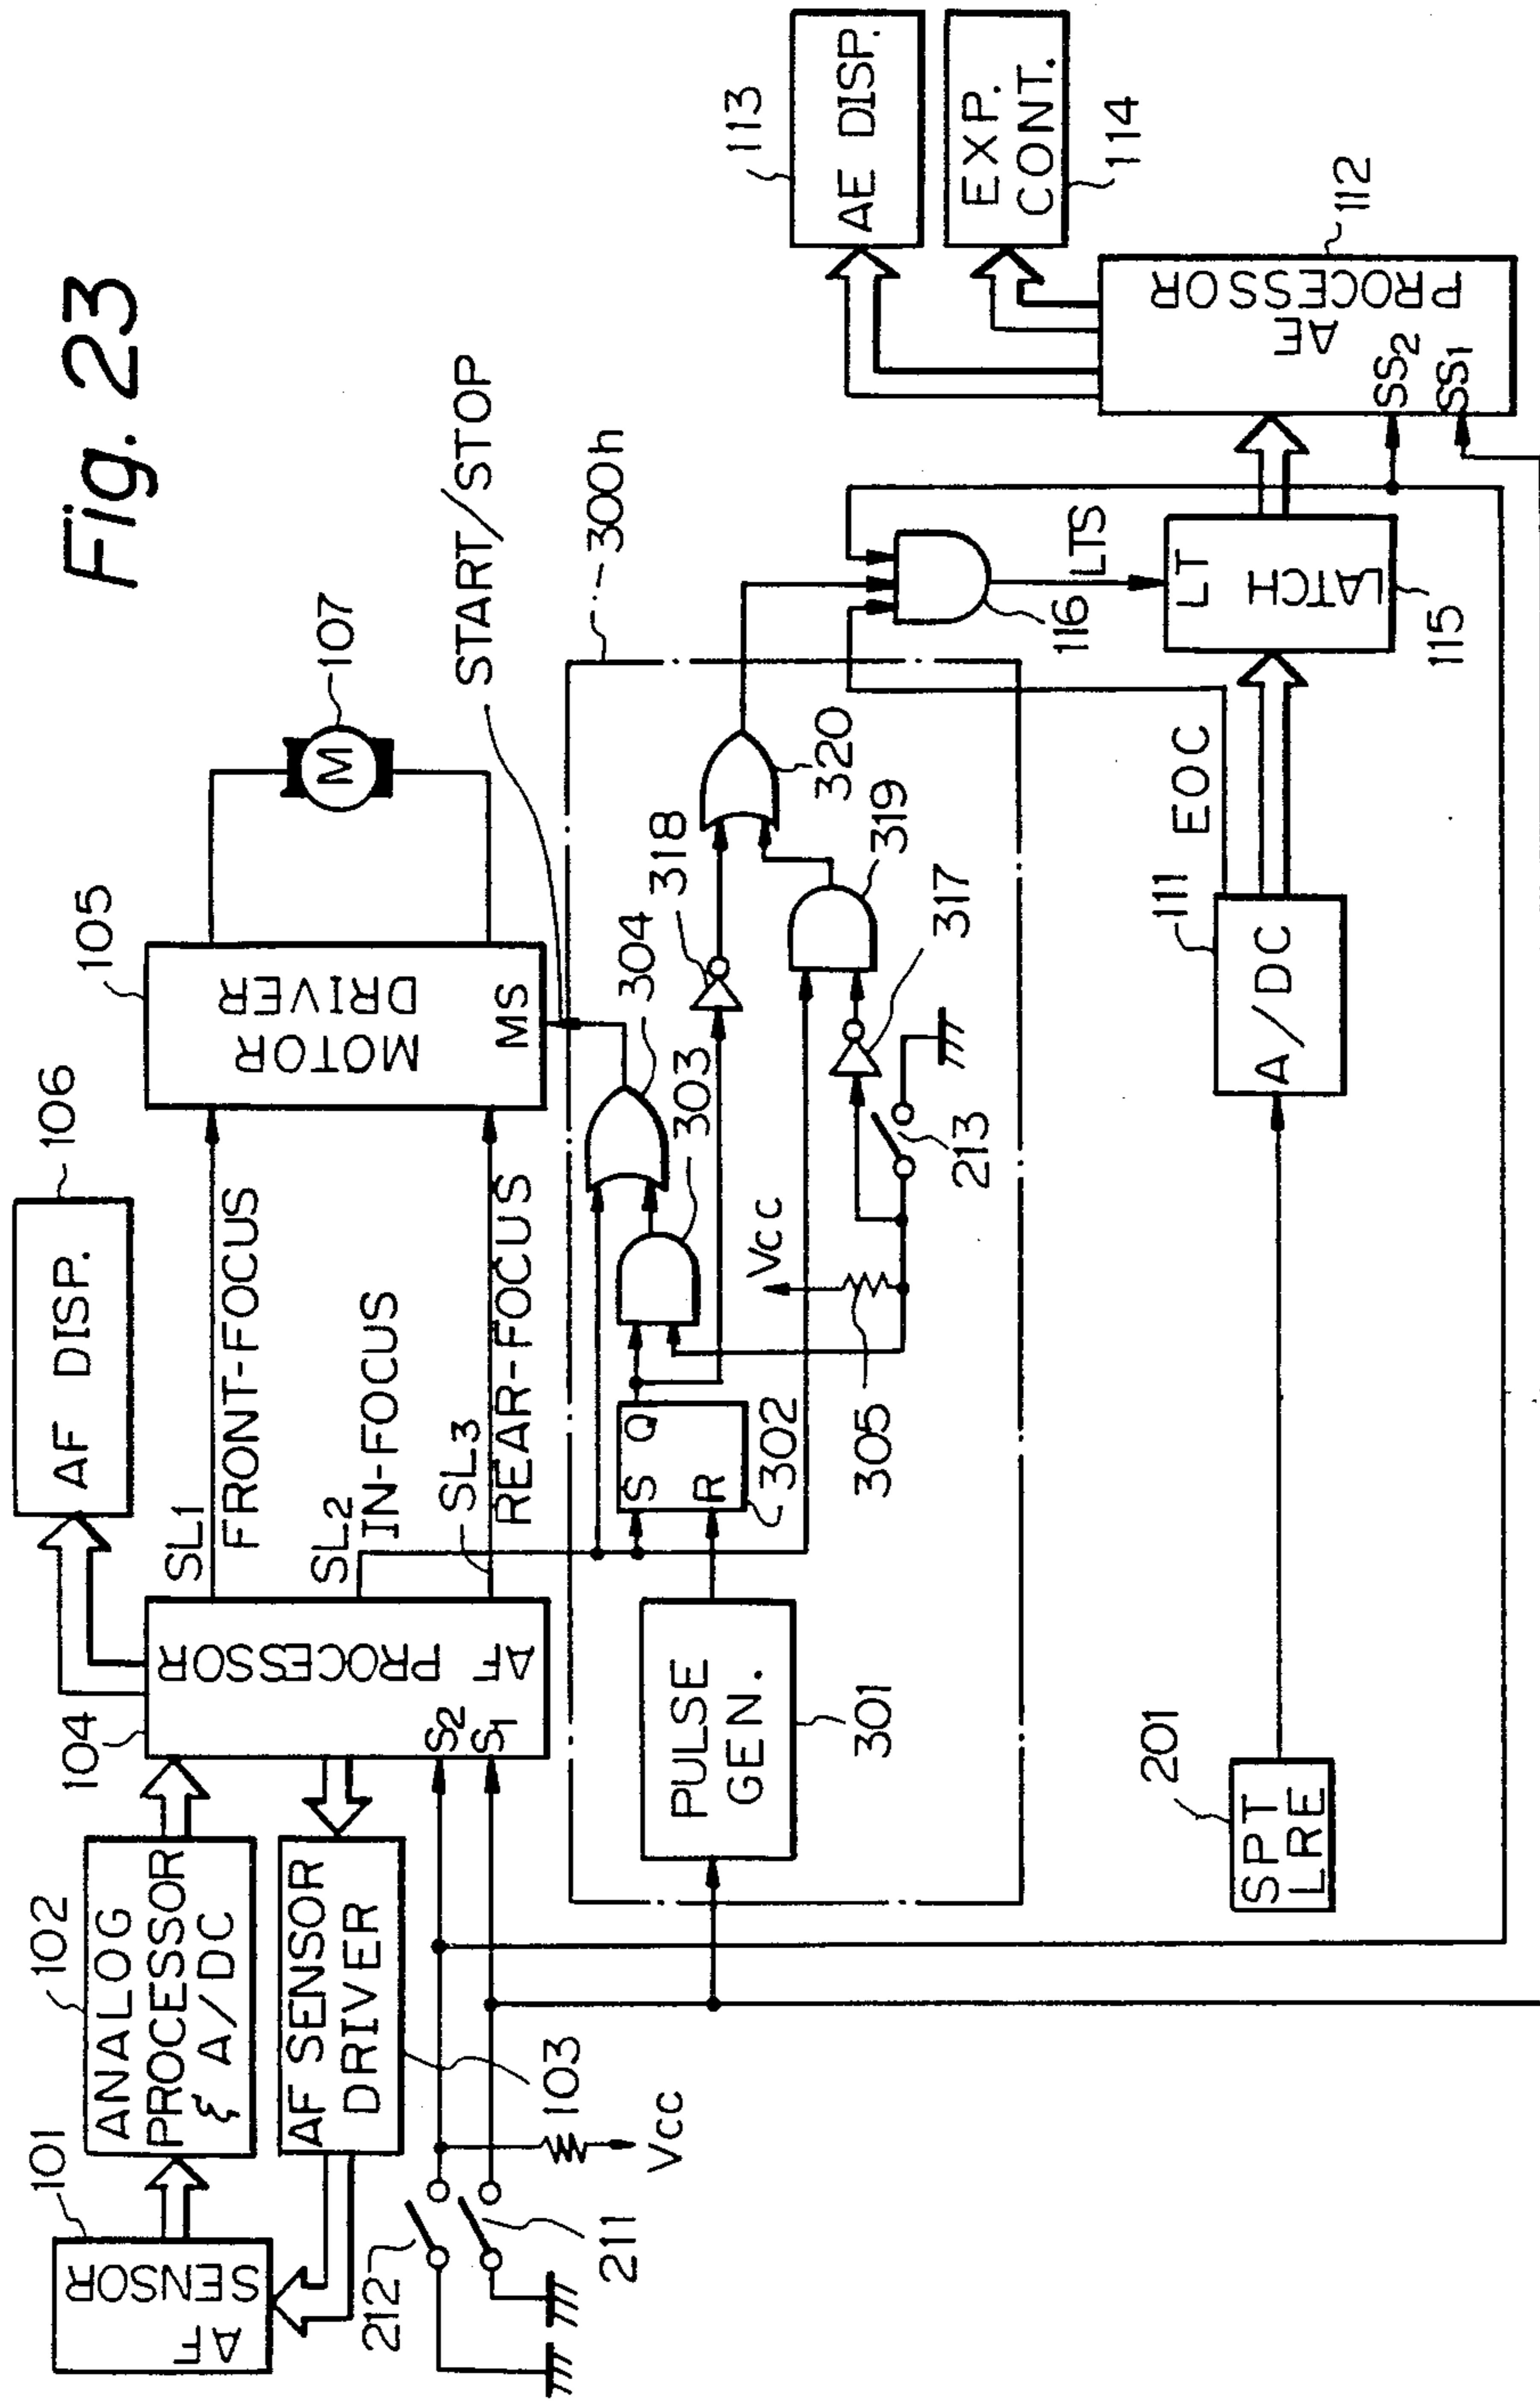 Fig. 23
101
AF
SENSOR
102
ANALOG
PROCESSOR
& A/DC
AF SENSOR
DRIVER
103
Vcc
212
211
104
AF PROCESSOR
S2
S1
106
AF DISP.
SL1
FRONT-FOCUS
SL2
IN-FOCUS
SL3
REAR-FOCUS
105
MOTOR
DRIVER
MS
107
M
START/STOP
300h
PULSE
GEN.
301
S Q
R
302
303
304
305
Vcc
213
317
318
319
320
201
SPT
LRE
111
A/DC
EOC
116
LTS
LT
LATCH
115
112
AE
PROCESSOR
SS2
SS1
113
AE DISP.
EXP.
CONT.
114